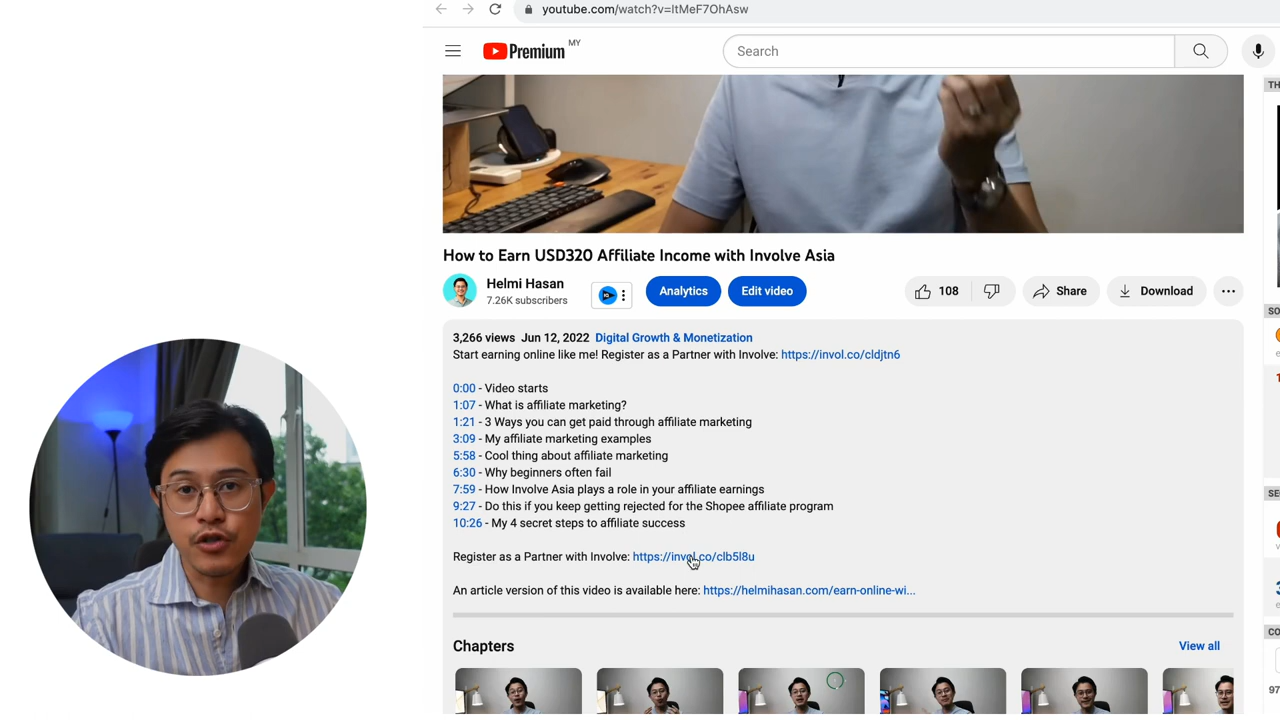 youtube.com/watch?v=ItMeF7OhAsw
Premium MY
Search
How to Earn USD320 Affiliate Income with Involve Asia
Helmi Hasan
7.26K subscribers
Analytics
Edit video
108
Share
Download
3,266 views Jun 12, 2022 Digital Growth & Monetization
Start earning online like me! Register as a Partner with Involve: https://invol.co/cldjtn6
0:00 - Video starts
1:07 - What is affiliate marketing?
1:21 - 3 Ways you can get paid through affiliate marketing
3:09 - My affiliate marketing examples
5:58 - Cool thing about affiliate marketing
6:30 - Why beginners often fail
7:59 - How Involve Asia plays a role in your affiliate earnings
9:27 - Do this if you keep getting rejected for the Shopee affiliate program
10:26 - My 4 secret steps to affiliate success
Register as a Partner with Involve: https://invol.co/clb5l8u
An article version of this video is available here: https://helmihasan.com/earn-online-wi...
Chapters
View all
TH
SO
SE
CO
97